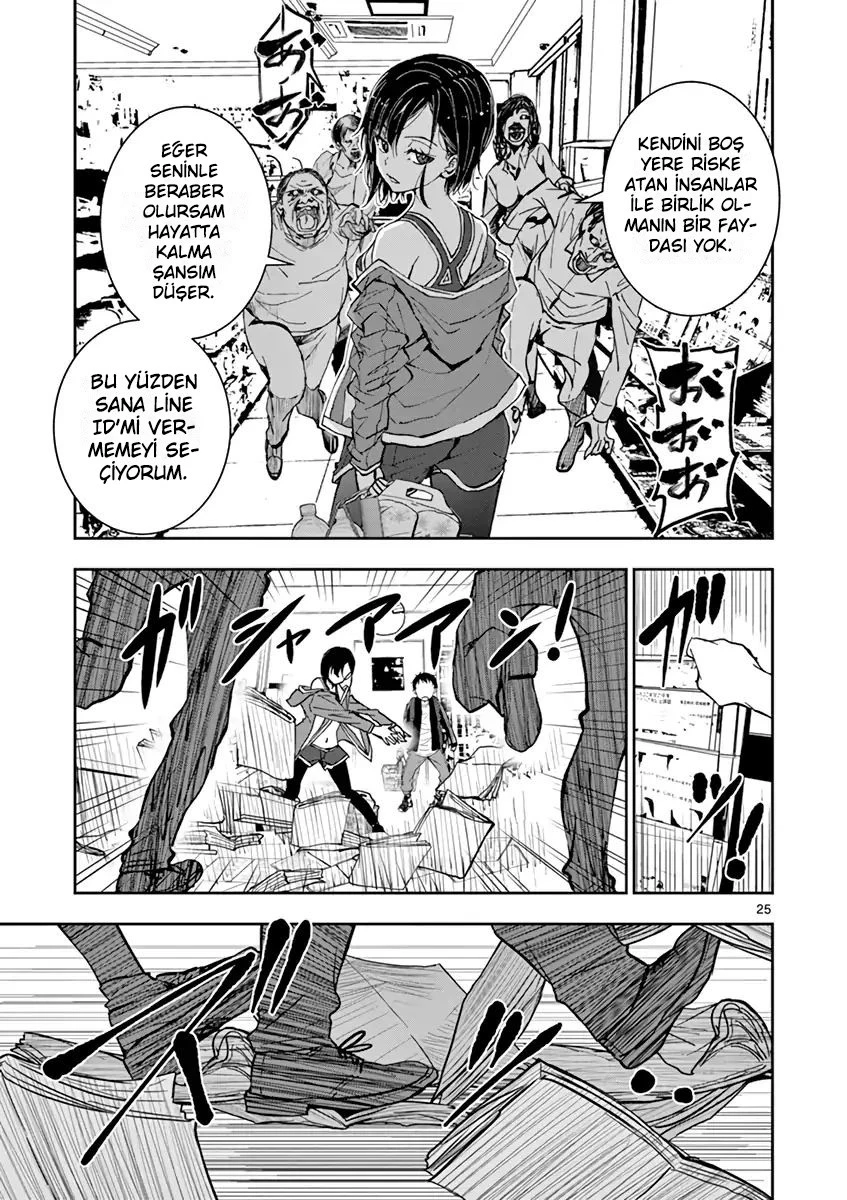 KENDİNİ BOŞ
YERE RİSKE
ATAN İNSANLAR
İLE BİRLİK OL-
MANIN BİR FAY-
DASI YOK.
EĞER
SENİNLE
BERABER
OLURSAM
HAYATTA
KALMA
ŞANSIM
DÜŞER.
BU YÜZDEN
SANA LINE
ID'Mİ VER-
MEMEYİ SE-
ÇİYORUM.
あ゛
あ゛
お゛
お゛
あ゛
ガッ
ガシャアアン!
25